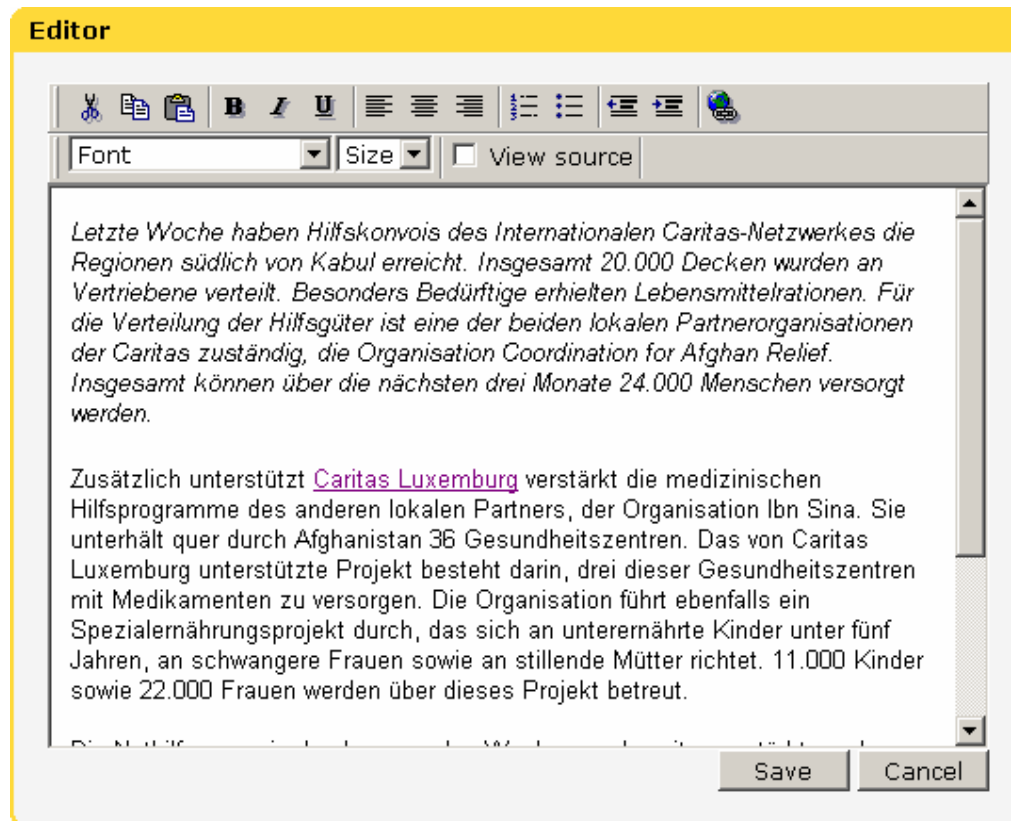 Editor
B I U
Font Size View source
Letzte Woche haben Hilfskonvois des Internationalen Caritas-Netzwerkes die
Regionen südlich von Kabul erreicht. Insgesamt 20.000 Decken wurden an
Vertriebene verteilt. Besonders Bedürftige erhielten Lebensmittelrationen. Für
die Verteilung der Hilfsgüter ist eine der beiden lokalen Partnerorganisationen
der Caritas zuständig, die Organisation Coordination for Afghan Relief.
Insgesamt können über die nächsten drei Monate 24.000 Menschen versorgt
werden.
Zusätzlich unterstützt Caritas Luxemburg verstärkt die medizinischen
Hilfsprogramme des anderen lokalen Partners, der Organisation Ibn Sina. Sie
unterhält quer durch Afghanistan 36 Gesundheitszentren. Das von Caritas
Luxemburg unterstützte Projekt besteht darin, drei dieser Gesundheitszentren
mit Medikamenten zu versorgen. Die Organisation führt ebenfalls ein
Spezialernährungsprojekt durch, das sich an unterernährte Kinder unter fünf
Jahren, an schwangere Frauen sowie an stillende Mütter richtet. 11.000 Kinder
sowie 22.000 Frauen werden über dieses Projekt betreut.
Save Cancel